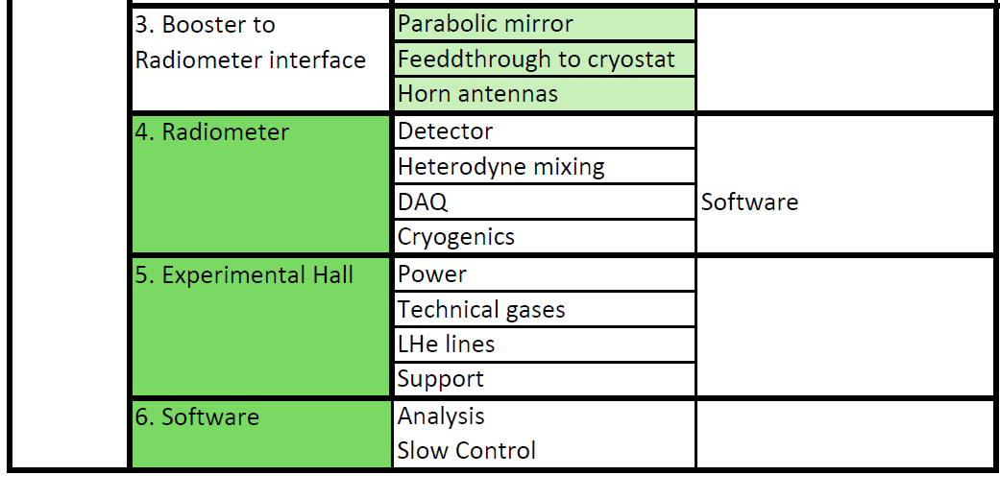 3. Booster to
Radiometer interface
Parabolic mirror
Feeddthrough to cryostat
Horn antennas
4. Radiometer
Detector
Heterodyne mixing
DAQ
Software
Cryogenics
5. Experimental Hall
Power
Technical gases
LHe lines
Support
6. Software
Analysis
Slow Control